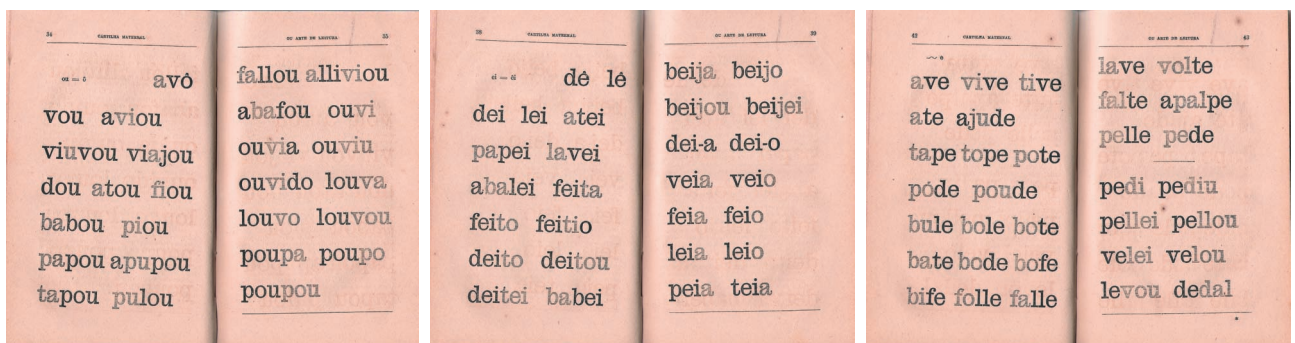 34 CARTILHA MATERNAL
ou = ô avô
vou aviou
viuvou viajou
dou atou fiou
babou piou
papou apupou
tapou pulou
OU ARTE DE LEITURA 35
fallou alliviou
abafou ouvi
ouvia ouviu
ouvido louva
louvo louvou
poupa poupo
poupou
38 CARTILHA MATERNAL
ei = êi dê lê
dei lei atei
papei lavei
abalei feita
feito feitio
deito deitou
deitei babei
OU ARTE DE LEITURA 39
beija beijo
beijou beijei
dei-a dei-o
veia veio
feia feio
leia leio
peia teia
42 CARTILHA MATERNAL
ave vive tive
ate ajude
tape tope pote
póde poude
bule bole bote
bate bode bofe
bife folle falle
OU ARTE DE LEITURA 43
lave volte
falte apalpe
pelle pede
pedi pediu
pellei pellou
velei velou
levou dedal